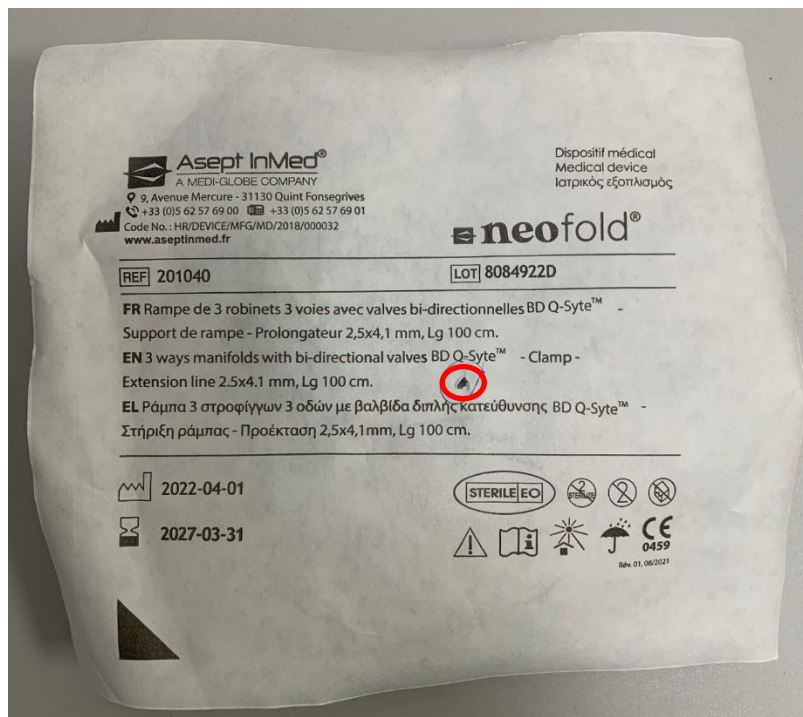 Asept InMed®
A MEDI-GLOBE COMPANY
9, Avenue Mercure - 31130 Quint Fonsegrives
+33 (0)5 62 57 69 00 +33 (0)5 62 57 69 01
Code No. : HR/DEVICE/MFG/MD/2018/000032
www.aseptinmed.fr
Dispositif médical
Medical device
Ιατρικός εξοπλισμός
neofold®
REF 201040
LOT 8084922D
FR Rampe de 3 robinets 3 voies avec valves bi-directionnelles BD Q-Syte™ -
Support de rampe - Prolongateur 2,5x4,1 mm, Lg 100 cm.
EN 3 ways manifolds with bi-directional valves BD Q-Syte™ - Clamp -
Extension line 2.5x4.1 mm, Lg 100 cm.
EL Ράμπα 3 στροφίγγων 3 οδών με βαλβίδα διπλής κατεύθυνσης BD Q-Syte™ -
Στήριξη ράμπας - Προέκταση 2,5x4,1mm, Lg 100 cm.
2022-04-01
STERILE EO
2 STERILIZE
2
2027-03-31
i
CE
0459
Rév. 01, 08/2021